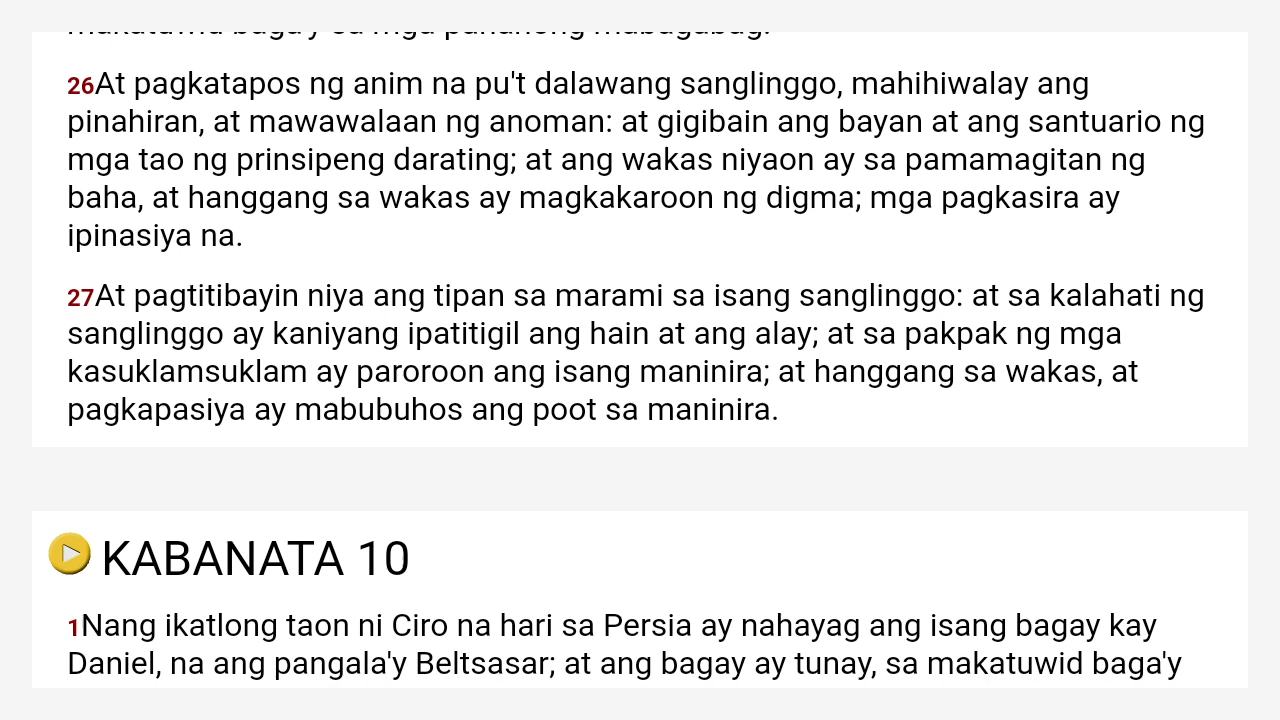 26At pagkatapos ng anim na pu't dalawang sanglinggo, mahihiwalay ang
pinahiran, at mawawalaan ng anoman: at gigibain ang bayan at ang santuario ng
mga tao ng prinsipeng darating; at ang wakas niyaon ay sa pamamagitan ng
baha, at hanggang sa wakas ay magkakaroon ng digma; mga pagkasira ay
ipinasiya na.
27At pagtitibayin niya ang tipan sa marami sa isang sanglinggo: at sa kalahati ng
sanglinggo ay kaniyang ipatitigil ang hain at ang alay; at sa pakpak ng mga
kasuklamsuklam ay paroroon ang isang maninira; at hanggang sa wakas, at
pagkapasiya ay mabubuhos ang poot sa maninira.
KABANATA 10
1Nang ikatlong taon ni Ciro na hari sa Persia ay nahayag ang isang bagay kay
Daniel, na ang pangala'y Beltsasar; at ang bagay ay tunay, sa makatuwid baga'y